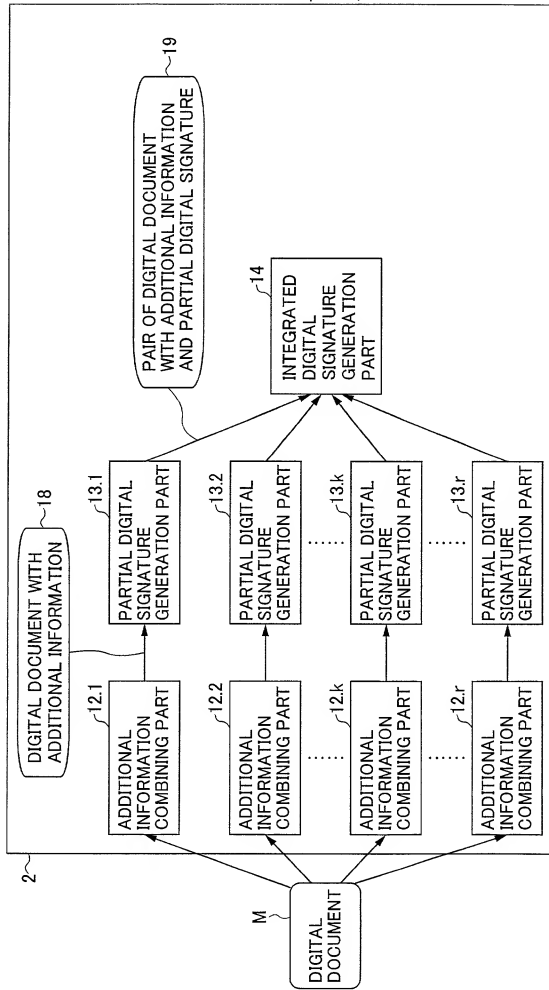 2
M
DIGITAL
DOCUMENT
12.1
ADDITIONAL
INFORMATION
COMBINING PART
12.2
ADDITIONAL
INFORMATION
COMBINING PART
12.k
ADDITIONAL
INFORMATION
COMBINING PART
12.r
ADDITIONAL
INFORMATION
COMBINING PART
18
DIGITAL DOCUMENT WITH
ADDITIONAL INFORMATION
13.1
PARTIAL DIGITAL
SIGNATURE
GENERATION PART
13.2
PARTIAL DIGITAL
SIGNATURE
GENERATION PART
13.k
PARTIAL DIGITAL
SIGNATURE
GENERATION PART
13.r
PARTIAL DIGITAL
SIGNATURE
GENERATION PART
19
PAIR OF DIGITAL DOCUMENT
WITH ADDITIONAL INFORMATION
AND PARTIAL DIGITAL SIGNATURE
14
INTEGRATED
DIGITAL
SIGNATURE
GENERATION
PART